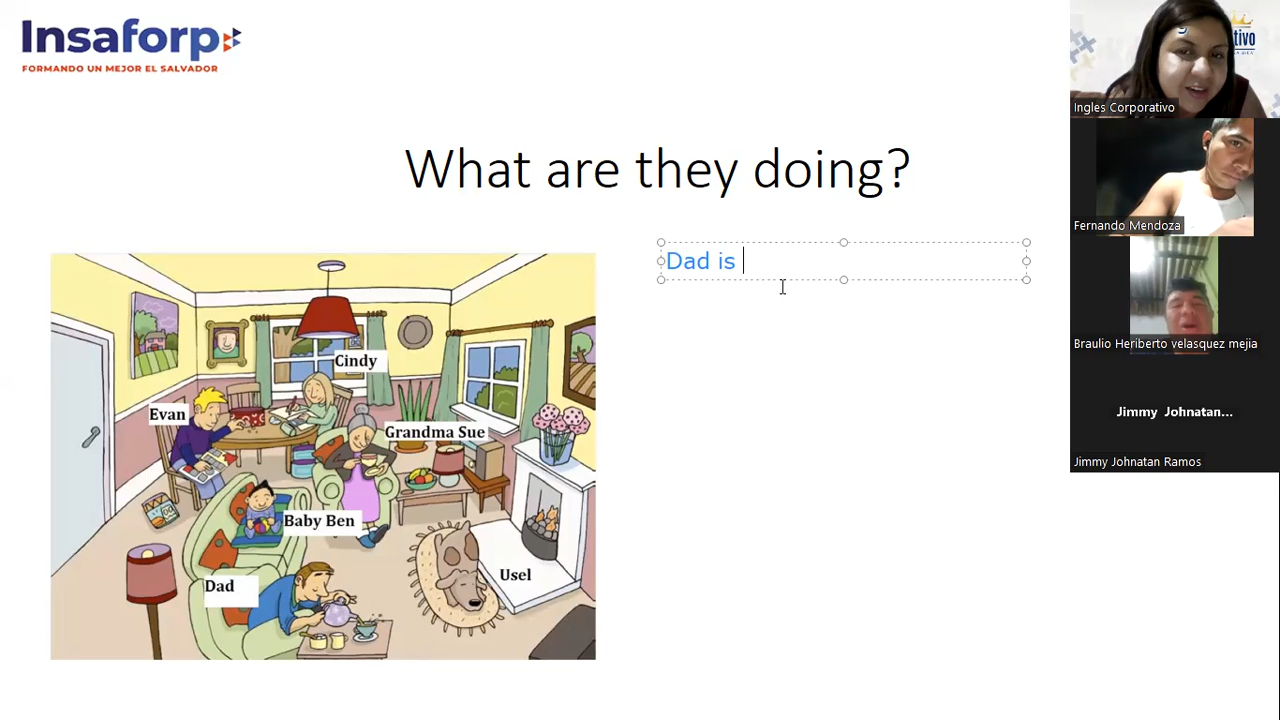 Insaforp
FORMANDO UN MEJOR EL SALVADOR
What are they doing?
Dad is
Cindy
Evan
Grandma Sue
Baby Ben
Usel
Dad
tivo
Ingles Corporativo
Fernando Mendoza
Braulio Heriberto velasquez mejia
Jimmy Johnatan...
Jimmy Johnatan Ramos